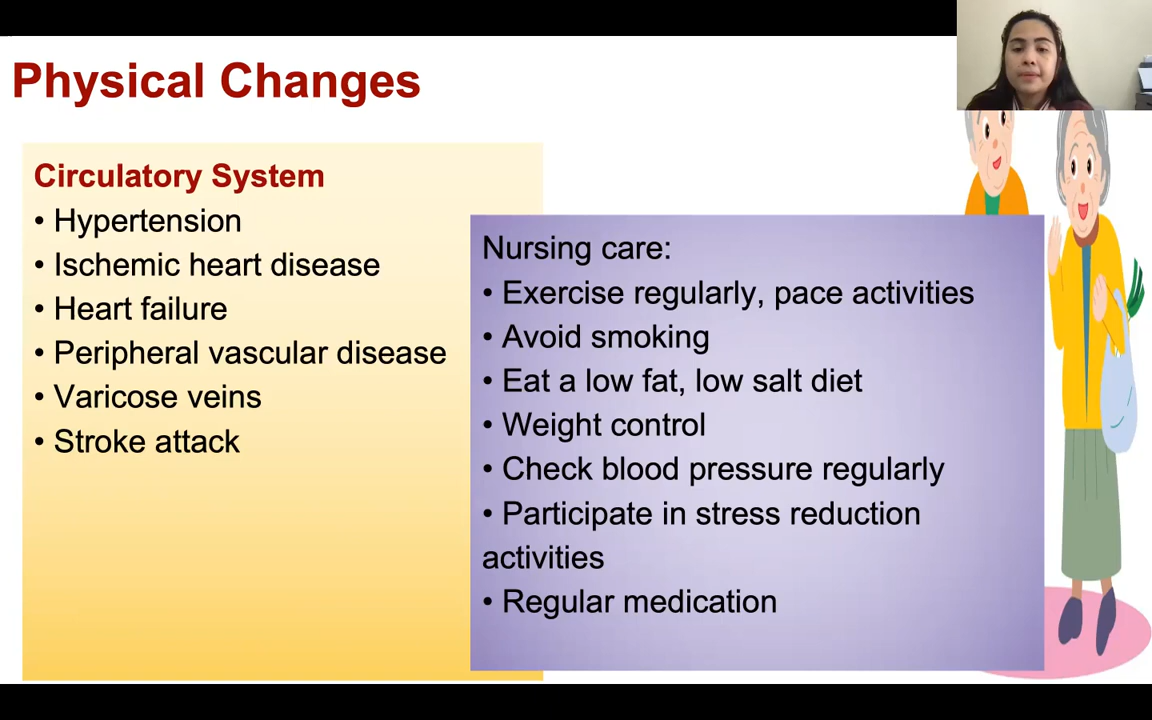 Physical Changes
Circulatory System
• Hypertension
• Ischemic heart disease
• Heart failure
• Peripheral vascular disease
• Varicose veins
• Stroke attack
Nursing care:
• Exercise regularly, pace activities
• Avoid smoking
• Eat a low fat, low salt diet
• Weight control
• Check blood pressure regularly
• Participate in stress reduction
activities
• Regular medication